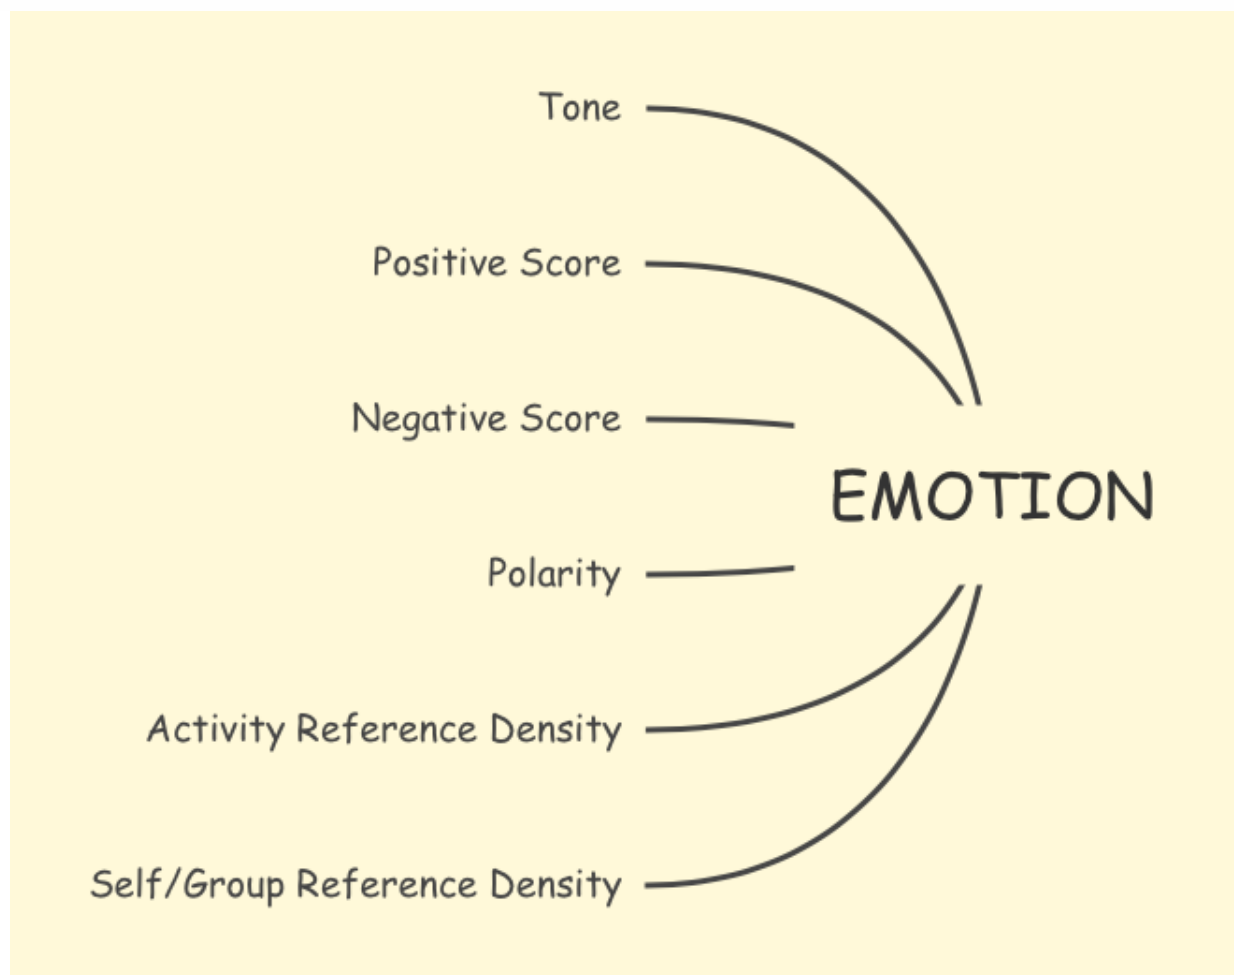 Tone
Positive Score
Negative Score
EMOTION
Polarity
Activity Reference Density
Self/Group Reference Density